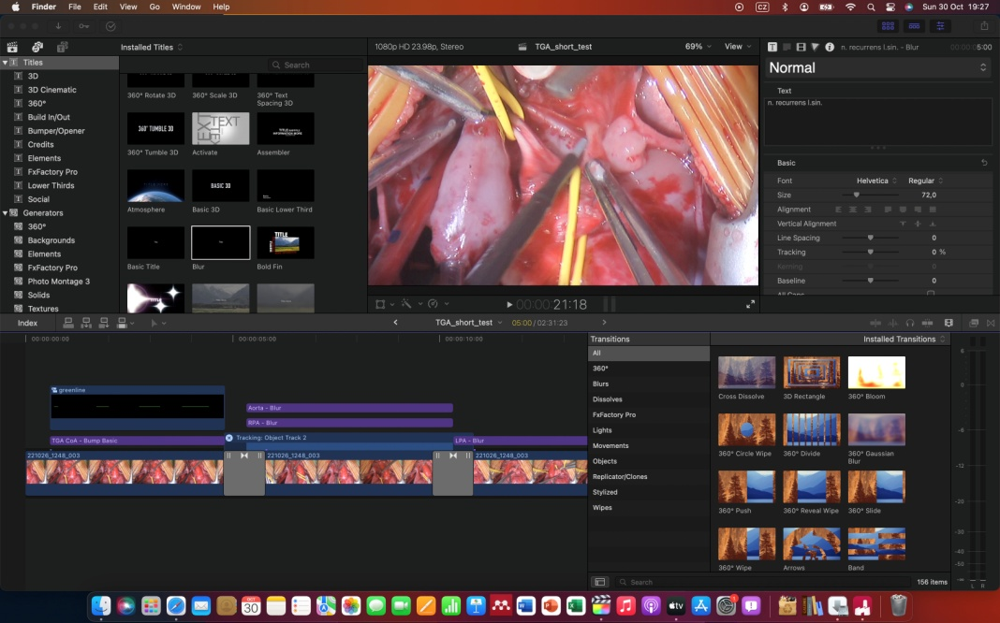 Finder File Edit View Go Window Help
CZ
Sun 30 Oct 19:27
Installed Titles
1080p HD 23.98p, Stereo
TGA_short_test
69%
View
n. recurrens l.sin. - Blur
5:00
Titles
3D
3D Cinematic
360°
Build In/Out
Bumper/Opener
Credits
Elements
FxFactory Pro
Lower Thirds
Social
Generators
360°
Backgrounds
Elements
FxFactory Pro
Photo Montage 3
Solids
Textures
Search
360° Rotate 3D
360° Scale 3D
360° Text Spacing 3D
360° TUMBLE 3D
TEXT
360° Tumble 3D
Activate
Assembler
BASIC 3D
Atmosphere
Basic 3D
Basic Lower Third
TITLE
Basic Title
Blur
Bold Fin
Normal
Text
n. recurrens l.sin.
Basic
Font Helvetica Regular
Size 72,0
Alignment
Vertical Alignment
Line Spacing 0
Tracking 0 %
Kerning 0
Baseline 0
All Caps
00:00:21:18
Index
TGA_short_test
05:00 / 02:31:23
00:00:00:00
00:00:05:00
00:00:10:00
greenline
Aorta - Blur
RPA - Blur
TGA CoA - Bump Basic
Tracking: Object Track 2
LPA - Blur
221026_1248_003
221026_1248_003
221026_1248_003
Transitions
Installed Transitions
All
360°
Blurs
Dissolves
FxFactory Pro
Lights
Movements
Objects
Replicator/Clones
Stylized
Wipes
Cross Dissolve
3D Rectangle
360° Bloom
360° Circle Wipe
360° Divide
360° Gaussian Blur
360° Push
360° Reveal Wipe
360° Slide
360° Wipe
Arrows
Band
Search
156 items
6
0
-6
-12
-20
-30
-40
-50
-∞
L R
OCT
30
tv